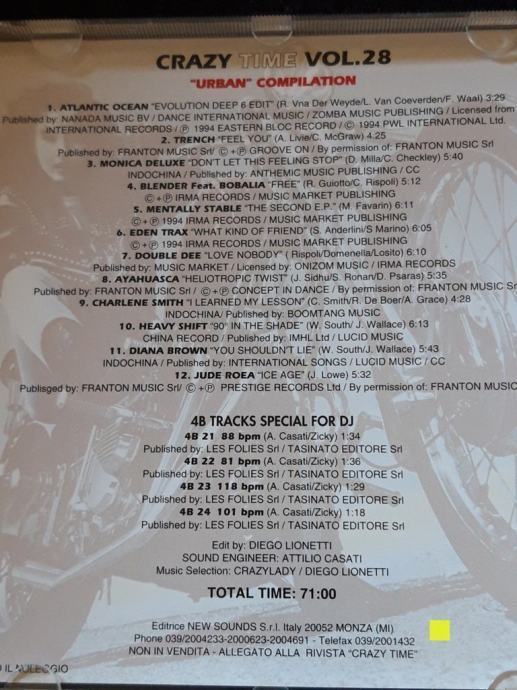 CRAZY TIME VOL.28
"URBAN" COMPILATION
1. ATLANTIC OCEAN "EVOLUTION DEEP 6 EDIT" (R. Vna Der Weyde/L. Van Coeverden/F. Waal) 3:29
Published by: NANADA MUSIC BV / DANCE INTERNATIONAL MUSIC / ZOMBA MUSIC PUBLISHING / Licensed from
INTERNATIONAL RECORDS / Ⓟ 1994 EASTERN BLOC RECORD / © 1994 PWL INTERNATIONAL Ltd.
2. TRENCH "FEEL YOU" (A. Livie/C. McGraw) 4:25
Published by: FRANTON MUSIC Srl / ©+Ⓟ GROOVE ON / By permission of: FRANTON MUSIC Srl
3. MONICA DELUXE "DON'T LET THIS FEELING STOP" (D. Milla/C. Checkley) 5:40
INDOCHINA / Published by: ANTHEMIC MUSIC PUBLISHING / CC
4. BLENDER Feat. BOBALIA "FREE" (R. Guiotto/C. Rispoli) 5:12
©+Ⓟ IRMA RECORDS / MUSIC MARKET PUBLISHING
5. MENTALLY STABLE "THE SECOND E.P." (M. Favarin) 6:11
©+Ⓟ 1994 IRMA RECORDS / MUSIC MARKET PUBLISHING
6. EDEN TRAX "WHAT KIND OF FRIEND" (S. Anderlini/S Marino) 6:05
©+Ⓟ 1994 IRMA RECORDS / MUSIC MARKET PUBLISHING
7. DOUBLE DEE "LOVE NOBODY" ( Rispoli/Domenella/Losito) 6:10
Published by: MUSIC MARKET / Licensed by: ONIZOM MUSIC / IRMA RECORDS
8. AYAHUASCA "HELIOTROPIC TWIST" (J. Sidhu/S. Ronan/D. Psaras) 5:35
Published by: FRANTON MUSIC Srl / ©+Ⓟ CONCEPT IN DANCE / By permission of: FRANTON MUSIC Srl
9. CHARLENE SMITH "I LEARNED MY LESSON" (C. Smith/R. De Boer/A. Grace) 4:28
INDOCHINA/ Published by: BOOMTANG MUSIC
10. HEAVY SHIFT "90° IN THE SHADE" (W. South/J. Wallace) 6:13
CHINA RECORD / Published by: IMHL Ltd / LUCID MUSIC
11. DIANA BROWN "YOU SHOULDN'T LIE" (W. South/J. Wallace) 5:43
INDOCHINA / Published by: INTERNATIONAL SONGS / LUCID MUSIC / CC
12. JUDE ROEA "ICE AGE" (J. Lowe) 5:32
Publisged by: FRANTON MUSIC Srl/ ©+Ⓟ PRESTIGE RECORDS Ltd / By permission of: FRANTON MUSIC
4B TRACKS SPECIAL FOR DJ
4B 21 88 bpm (A. Casati/Zicky) 1:34
Published by: LES FOLIES Srl / TASINATO EDITORE Srl
4B 22 81 bpm (A. Casati/Zicky) 1:36
Published by: LES FOLIES Srl / TASINATO EDITORE Srl
4B 23 118 bpm (A. Casati/Zicky) 1:29
Published by: LES FOLIES Srl / TASINATO EDITORE Srl
4B 24 101 bpm (A. Casati/Zicky) 1:18
Published by: LES FOLIES Srl / TASINATO EDITORE Srl
Edit by: DIEGO LIONETTI
SOUND ENGINEER: ATTILIO CASATI
Music Selection: CRAZYLADY / DIEGO LIONETTI
TOTAL TIME: 71:00
Editrice NEW SOUNDS S.r.l. Italy 20052 MONZA (MI)
Phone 039/2004233-2000623-2004691 - Telefax 039/2001432
NON IN VENDITA - ALLEGATO ALLA RIVISTA "CRAZY TIME"
IL NOLEGGIO